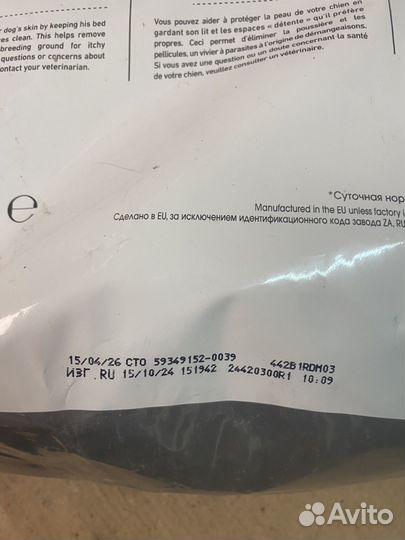 dog's skin by keeping his bed
es clean. This helps remove
breeding ground for itchy
questions or concerns about
ontact your veterinarian.
Vous pouvez aider à protéger la peau de votre chien en
gardant son lit et les espaces « détente » qu'il préfère
propres. Ceci permet d'éliminer la poussière et les
pellicules, un vivier à parasites à l'origine de démangeaisons,
Si vous avez une question ou un doute concernant la santé
de votre chien, veuillez consulter un vétérinaire.
e
*Суточная нор
Manufactured in the EU unless factory i
Сделано в EU, за исключением идентификационного кода завода ZA, RU
15/04/26 CTO 59349152-0039 442B1RDM03
ИЗГ. RU 15/10/24 151942 24420300R1 10:09
Avito